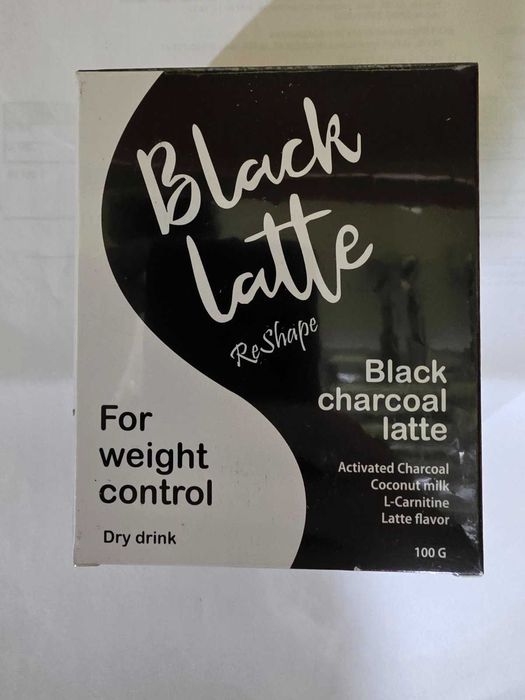 Black
latte
ReShape
Black
charcoal
latte
Activated Charcoal
Coconut milk
L-Carnitine
Latte flavor
100 G
For
weight
control
Dry drink